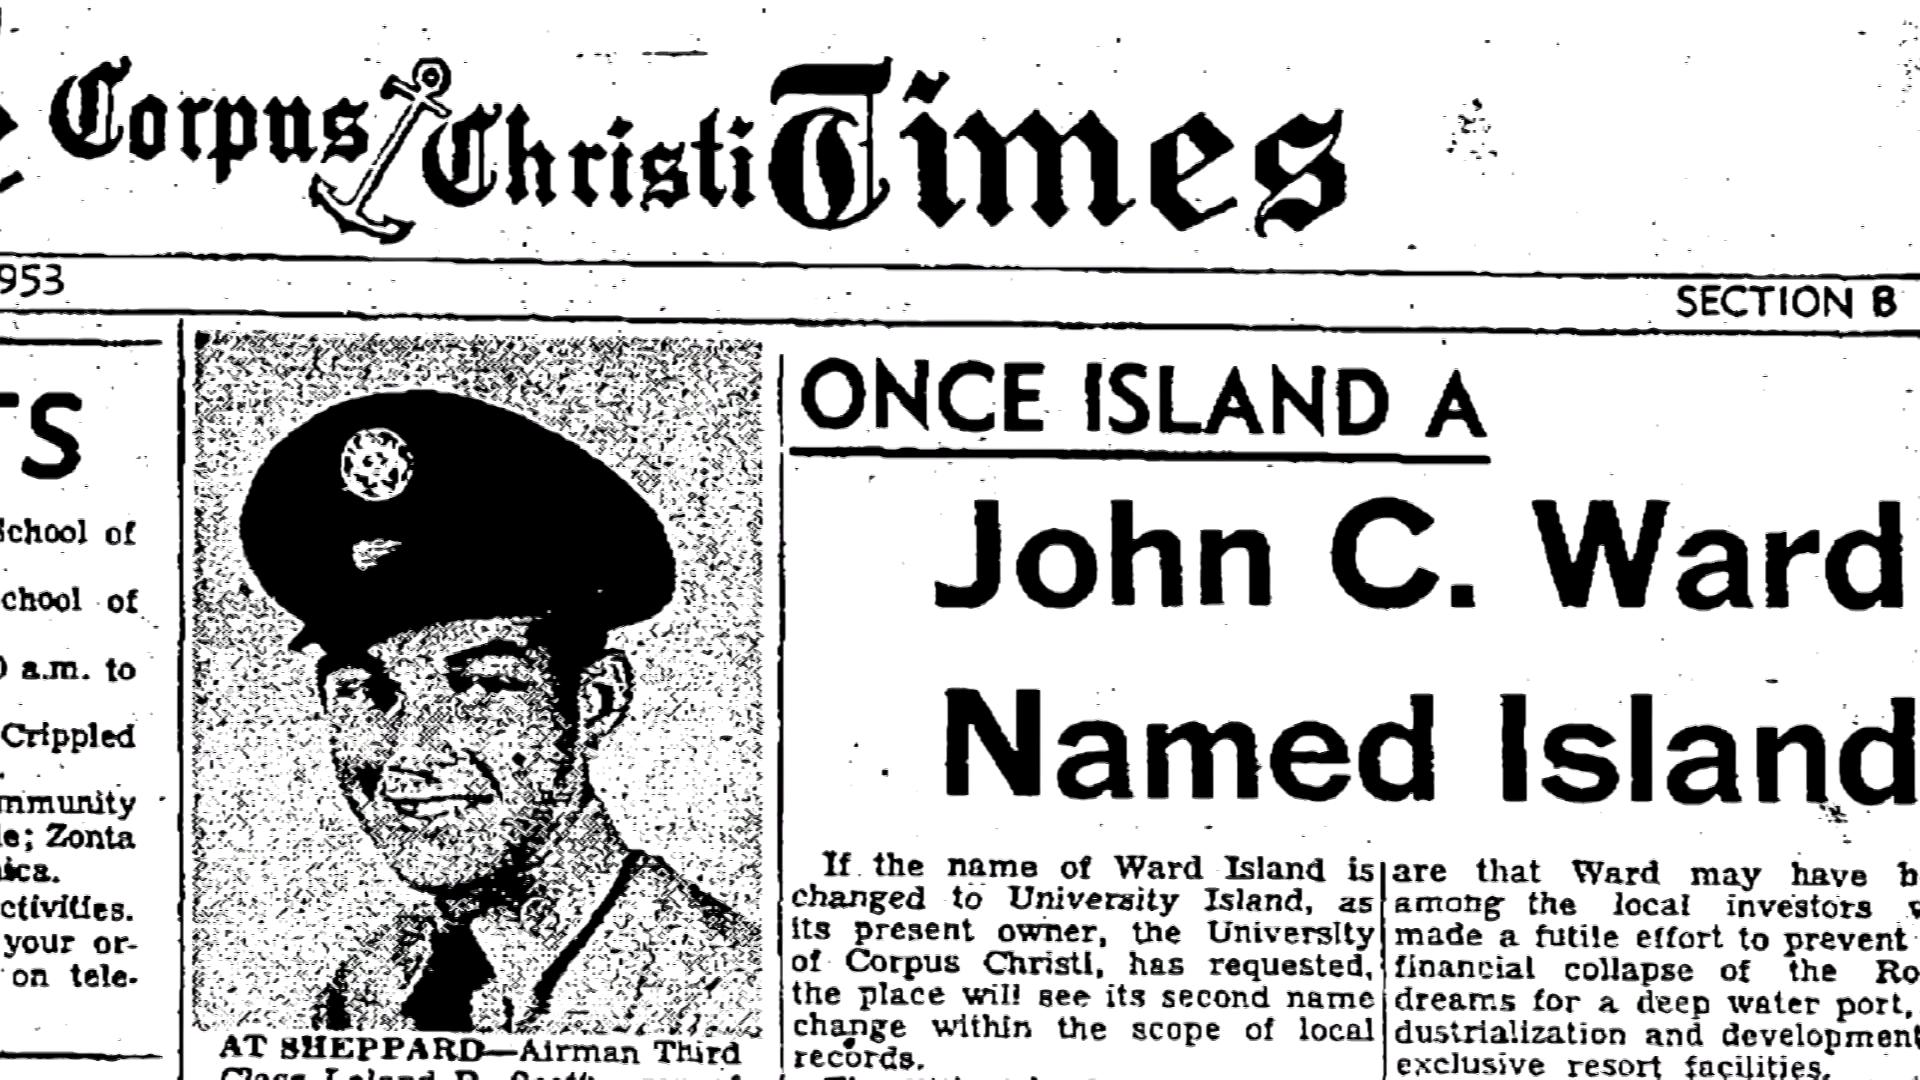 Corpus Christi Times
953
SECTION B
TS
School of
chool of
a.m. to
Crippled
mmunity
le; Zonta
ica.
ctivities.
your or-
on tele-
AT SHEPPARD—Airman Third
ONCE ISLAND A
John C. Ward
Named Island
If the name of Ward Island is
changed to University Island, as
its present owner, the University
of Corpus Christi, has requested,
the place will see its second name
change within the scope of local
records.
are that Ward may have b
among the local investors
made a futile effort to prevent
financial collapse of the Ro
dreams for a deep water port,
dustrialization and development
exclusive resort facilities.